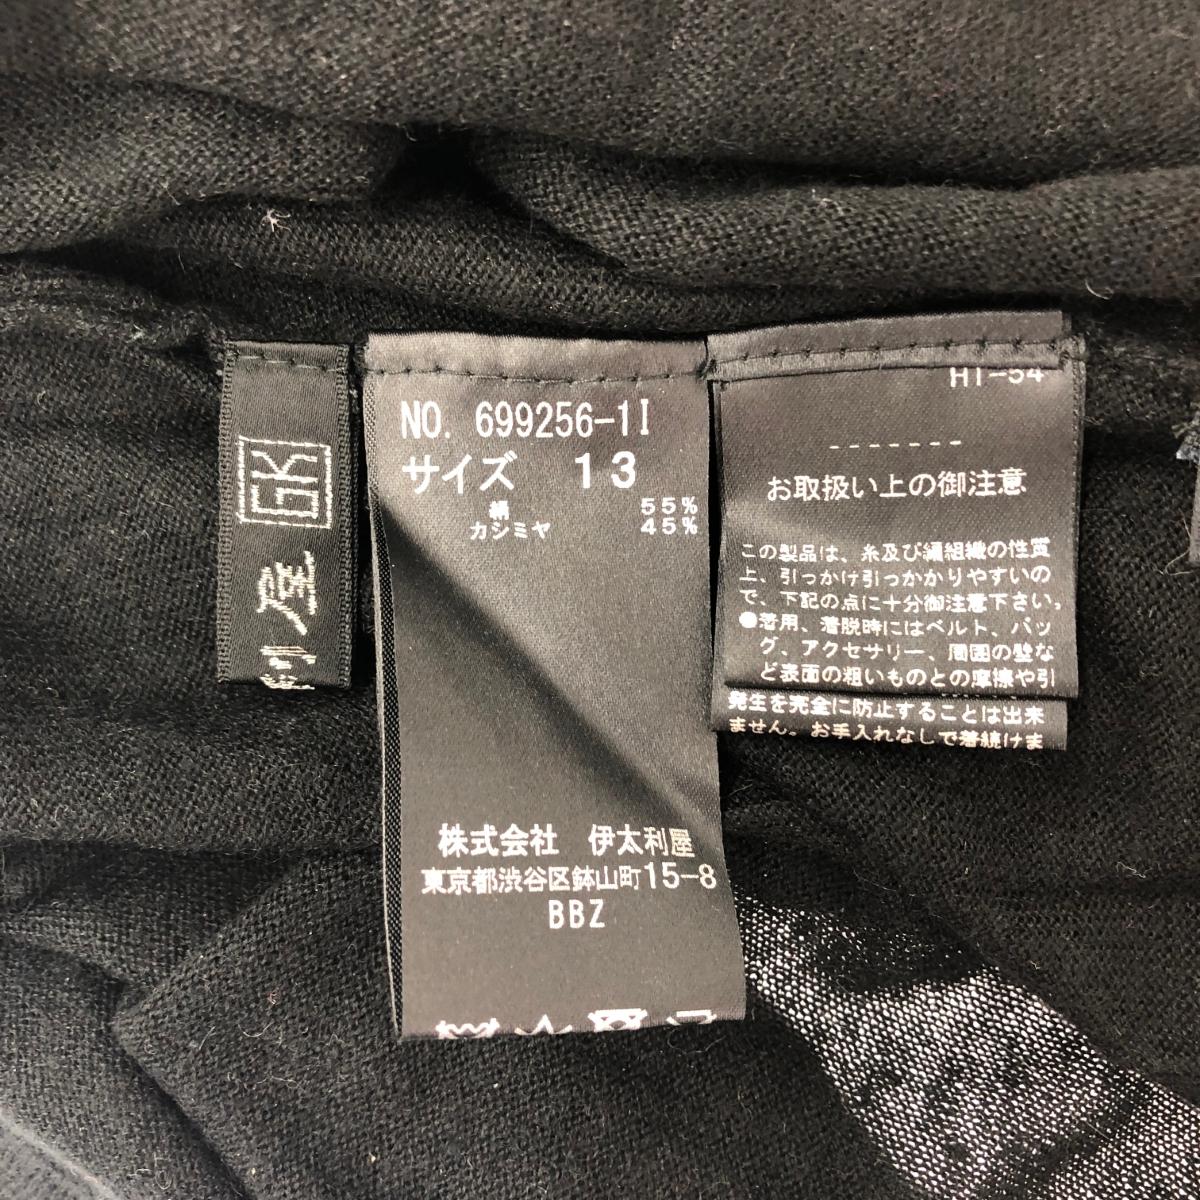 GK
利屋
NO. 699256-1I
サイズ 13
絹 55%
カシミヤ 45%
株式会社 伊太利屋
東京都渋谷区鉢山町15-8
BBZ
HT-54
-------
お取扱い上の御注意
この製品は、糸及び編組織の性質
上、引っかけ引っかかりやすいの
で、下記の点に十分御注意下さい。
●着用、着脱時にはベルト、バッ
グ、アクセサリー、周囲の壁な
ど表面の粗いものとの摩擦や引
発生を完全に防止することは出来
ません。お手入れなしで着続けま